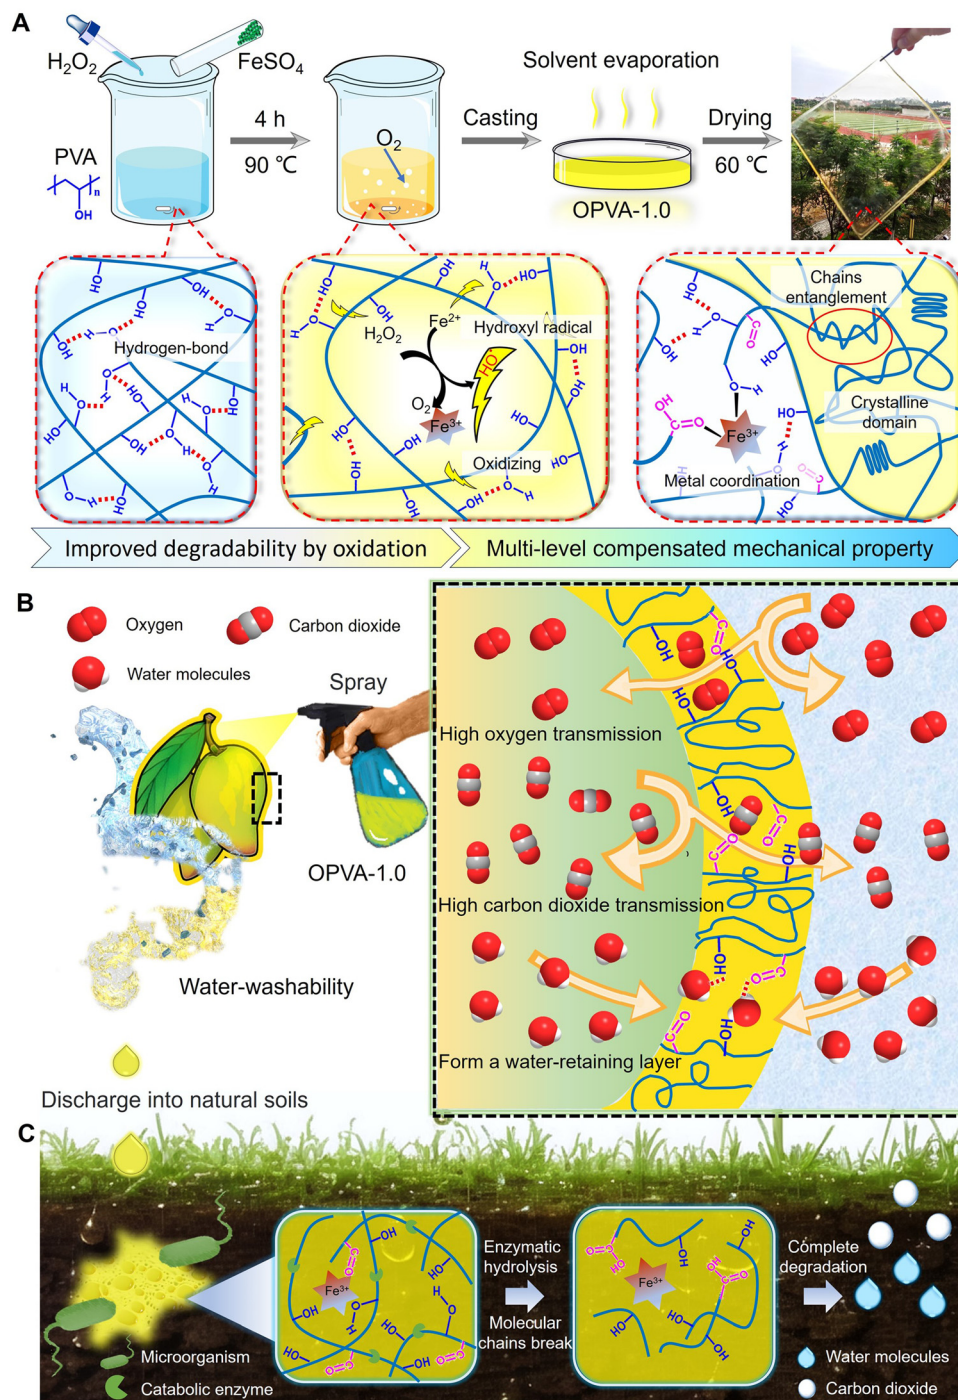 A
H₂O₂
FeSO₄
PVA
n
OH
4 h
90 ℃
O₂
Casting
Solvent evaporation
OPVA-1.0
Drying
60 ℃
Hydrogen-bond
H₂O₂
Fe²⁺
Hydroxyl radical
HO
O₂
Fe³⁺
Oxidizing
Chains
entanglement
Crystalline
domain
Fe³⁺
Metal coordination
Improved degradability by oxidation
Multi-level compensated mechanical property
B
Oxygen
Carbon dioxide
Water molecules
Spray
OPVA-1.0
Water-washability
High oxygen transmission
High carbon dioxide transmission
Form a water-retaining layer
Discharge into natural soils
C
Fe³⁺
Enzymatic
hydrolysis
Molecular
chains break
Fe³⁺
Complete
degradation
Microorganism
Catabolic enzyme
Water molecules
Carbon dioxide